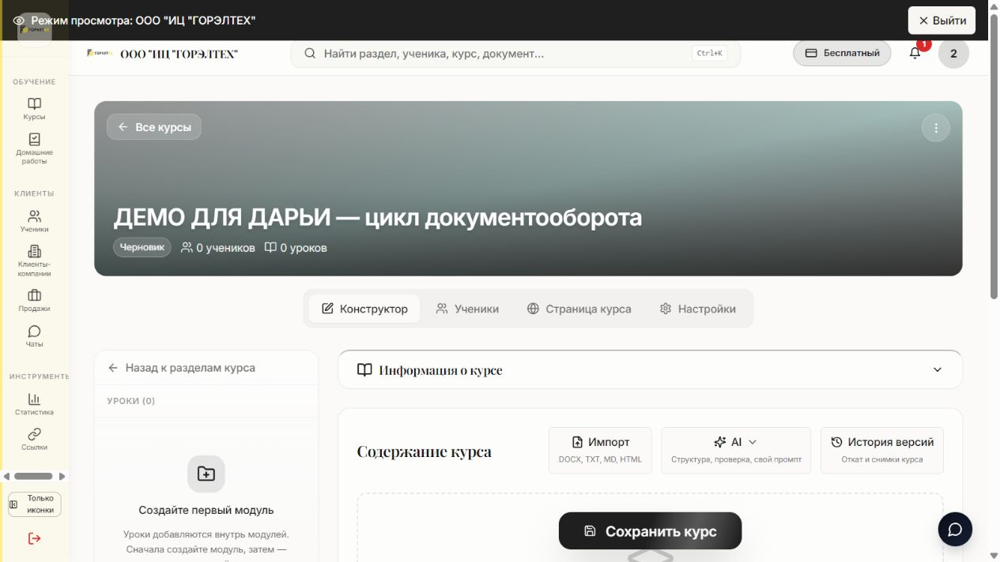 Режим просмотра: ООО "ИЦ "ГОРЭЛТЕХ"
Выйти
ГОРЭЛТЕХ
ООО "ИЦ "ГОРЭЛТЕХ"
Найти раздел, ученика, курс, документ...
Ctrl+K
Бесплатный
1
2
ОБУЧЕНИЕ
Курсы
Домашние
работы
КЛИЕНТЫ
Ученики
Клиенты-
компании
Продажи
Чаты
ИНСТРУМЕНТЫ
Статистика
Ссылки
Только
иконки
Все курсы
ДЕМО ДЛЯ ДАРЬИ — цикл документооборота
Черновик
0 учеников
0 уроков
Конструктор
Ученики
Страница курса
Настройки
Назад к разделам курса
УРОКИ (0)
Создайте первый модуль
Уроки добавляются внутрь модулей.
Сначала создайте модуль, затем —
Информация о курсе
Содержание курса
Импорт
DOCX, TXT, MD, HTML
AI
Структура, проверка, свой промпт
История версий
Откат и снимки курса
Сохранить курс